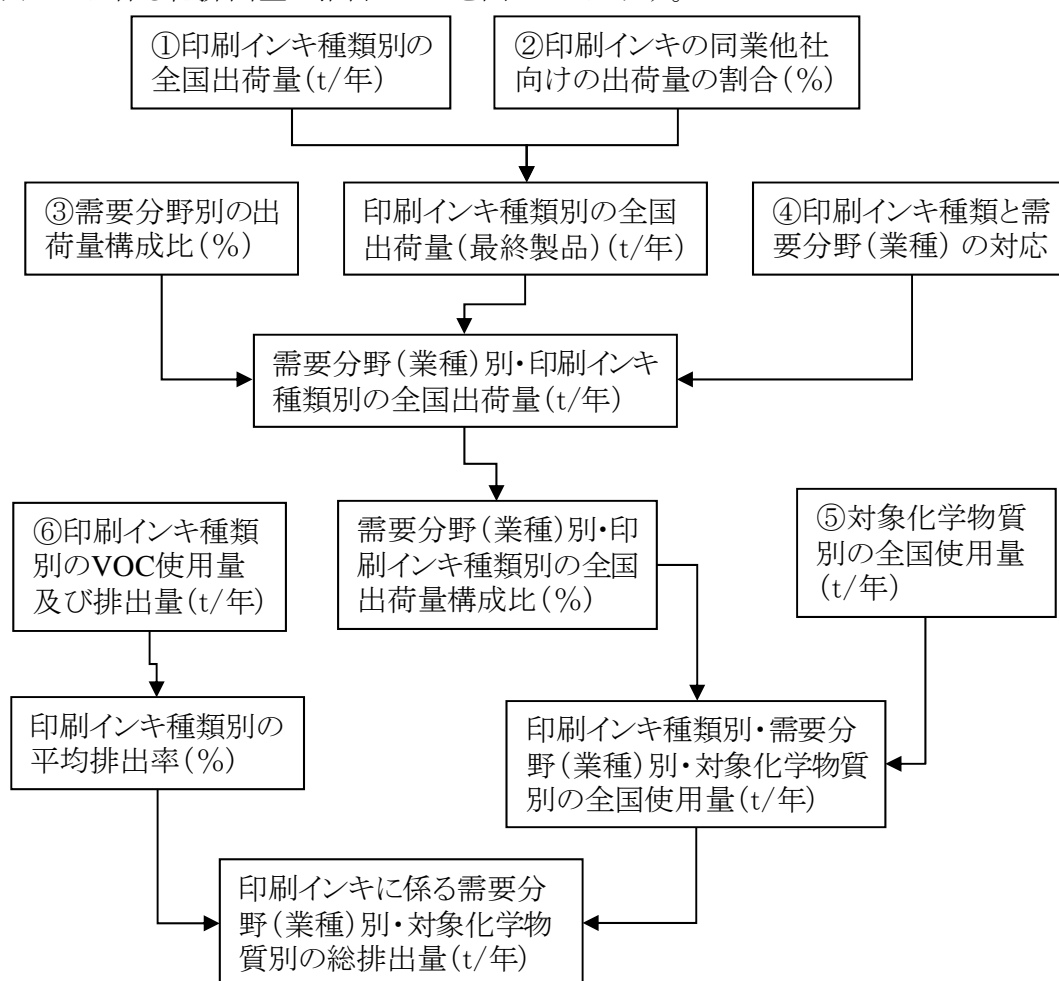 ①印刷インキ種類別の
全国出荷量(t/年)
②印刷インキの同業他社
向けの出荷量の割合(%)
③需要分野別の出
荷量構成比(%)
印刷インキ種類別の全国
出荷量(最終製品)(t/年)
④印刷インキ種類と需
要分野(業種)の対応
需要分野(業種)別・印刷インキ
種類別の全国出荷量(t/年)
⑥印刷インキ種類
別のVOC使用量
及び排出量(t/年)
需要分野(業種)別・印
刷インキ種類別の全国
出荷量構成比(%)
⑤対象化学物質
別の全国使用量
(t/年)
印刷インキ種類別の
平均排出率(%)
印刷インキ種類別・需要分
野(業種)別・対象化学物質
別の全国使用量(t/年)
印刷インキに係る需要分
野(業種)別・対象化学物
質別の総排出量(t/年)